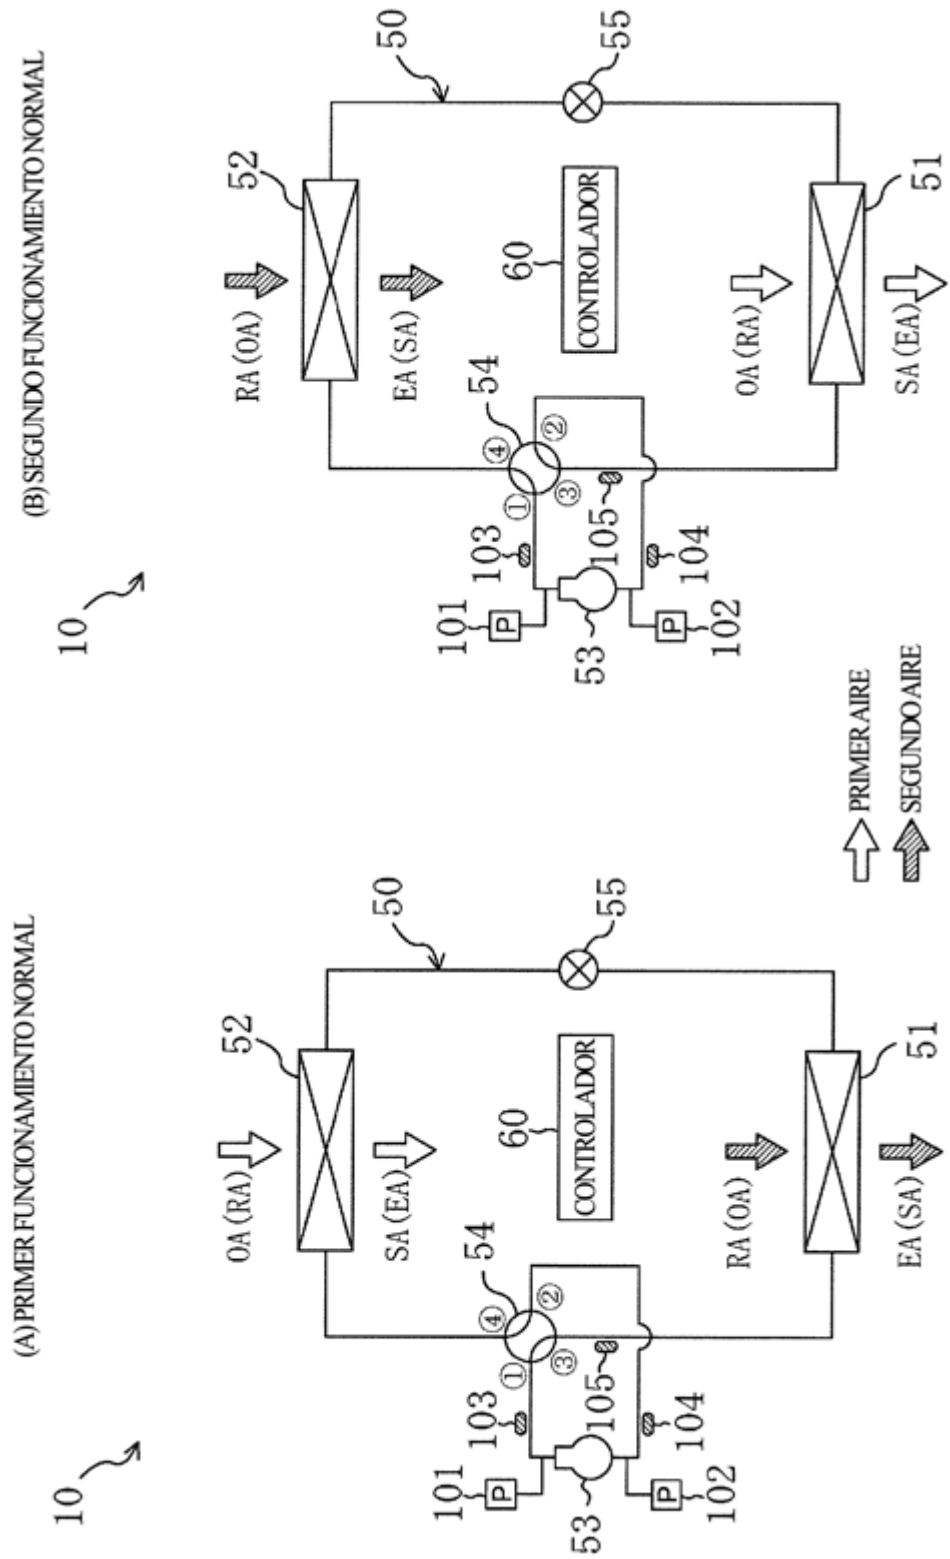 (A) PRIMER FUNCIONAMIENTO NORMAL
10
OA(RA)
52
50
SA(EA)
54
④
①
②
③
103
101
P
105
53
104
P
102
60
CONTROLADOR
55
RA(OA)
51
EA(SA)
(B) SEGUNDO FUNCIONAMIENTO NORMAL
10
RA(OA)
52
50
EA(SA)
54
④
①
②
③
103
101
P
105
53
104
P
102
60
CONTROLADOR
55
OA(RA)
51
SA(EA)
PRIMER AIRE
SEGUNDO AIRE